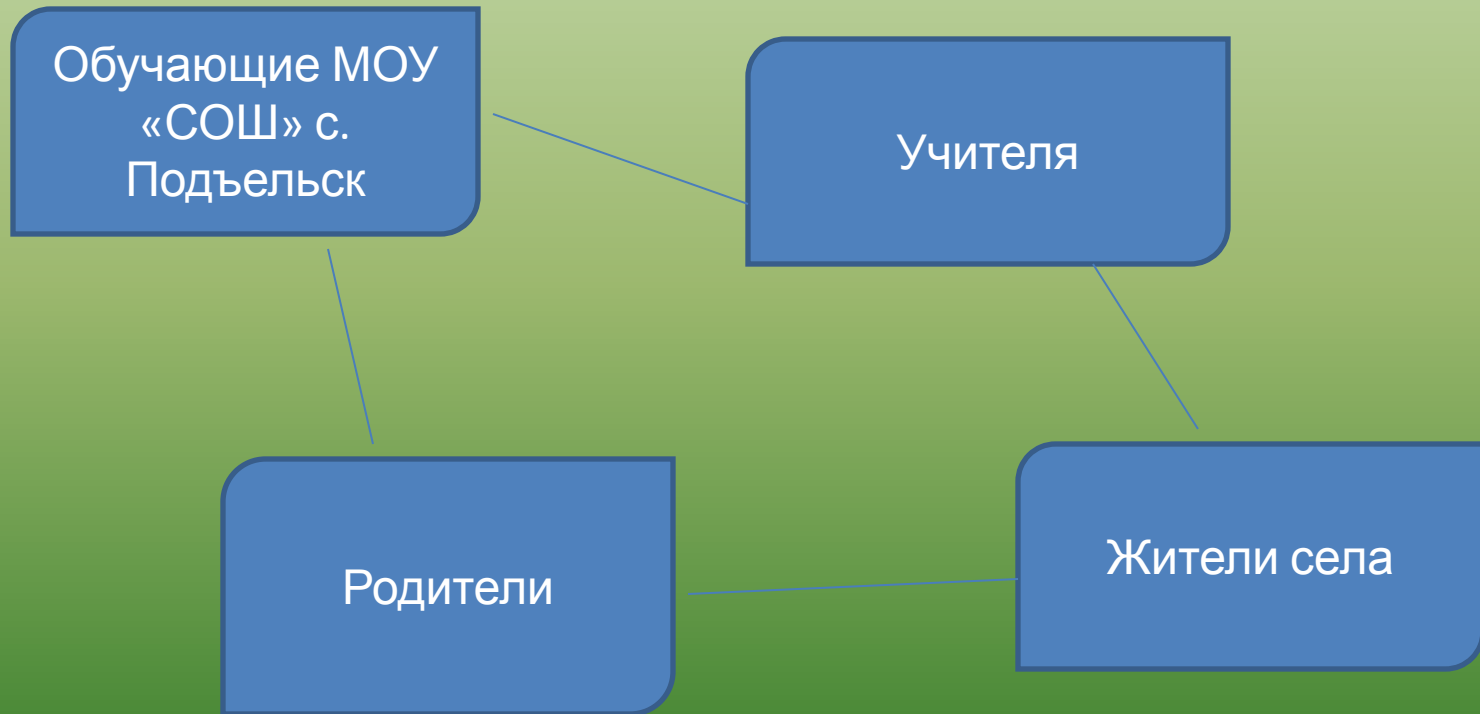 Обучающие МОУ
«СОШ» с.
Подъельск
Учителя
Родители
Жители села